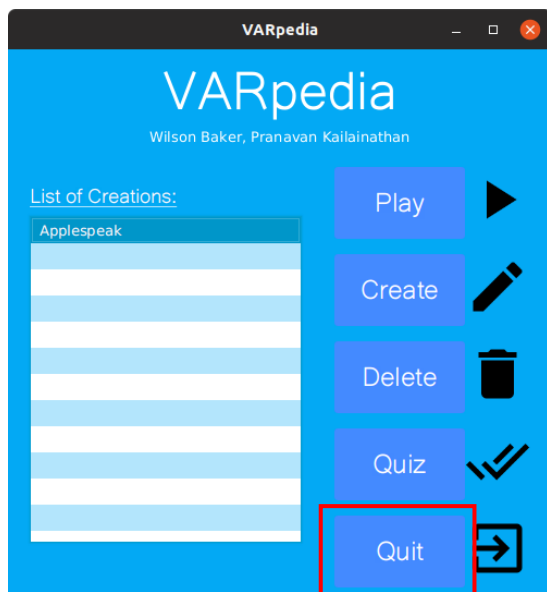 VARpedia
VARpedia
Wilson Baker, Pranavan Kailainathan
List of Creations:
Applespeak
Play
Create
Delete
Quiz
Quit